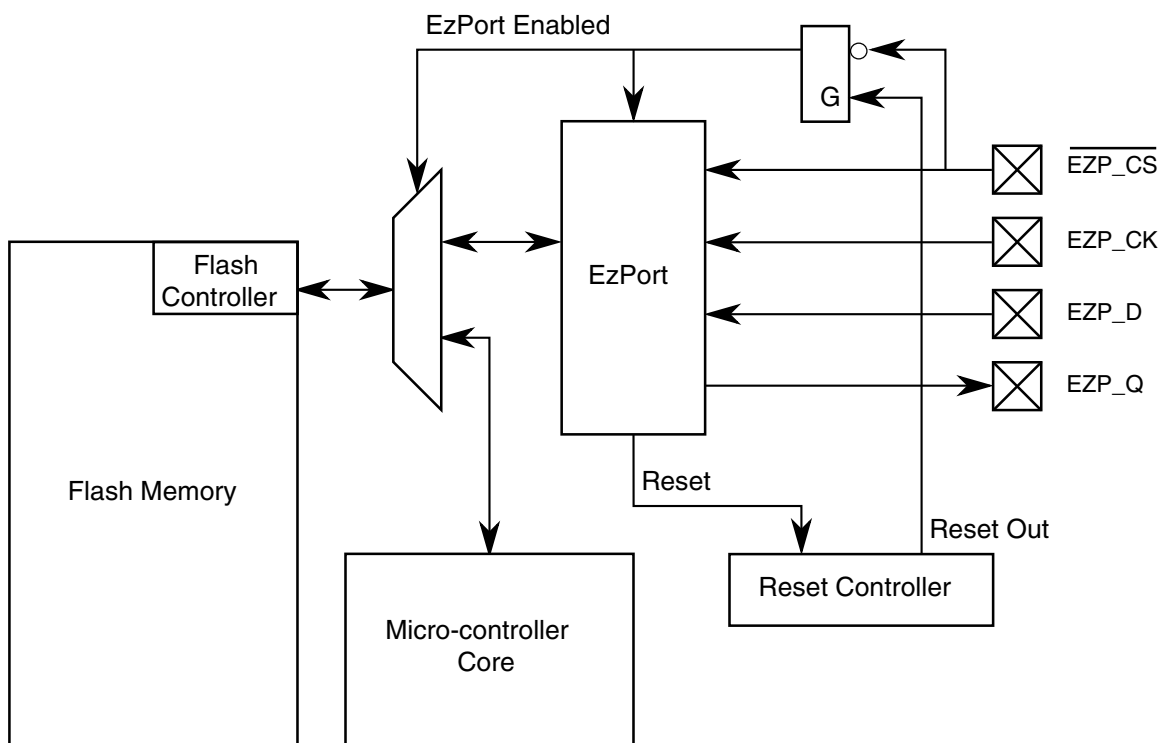 EzPort Enabled
G
EZP_CS
EZP_CK
EZP_D
EZP_Q
Flash
Controller
EzPort
Flash Memory
Reset
Reset Out
Reset Controller
Micro-controller
Core